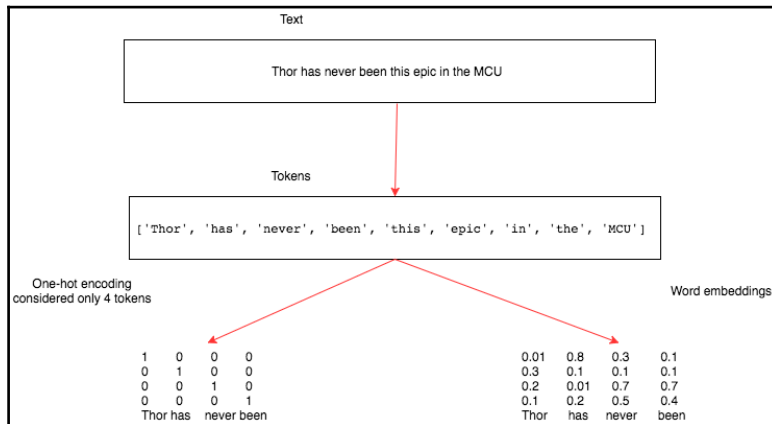 Text
Thor has never been this epic in the MCU
Tokens
['Thor', 'has', 'never', 'been', 'this', 'epic', 'in', 'the', 'MCU']
One-hot encoding
considered only 4 tokens
Word embeddings
1 0 0 0
0 1 0 0
0 0 1 0
0 0 0 1
Thor has never been
0.01 0.8 0.3 0.1
0.3 0.1 0.1 0.1
0.2 0.01 0.7 0.7
0.1 0.2 0.5 0.4
Thor has never been